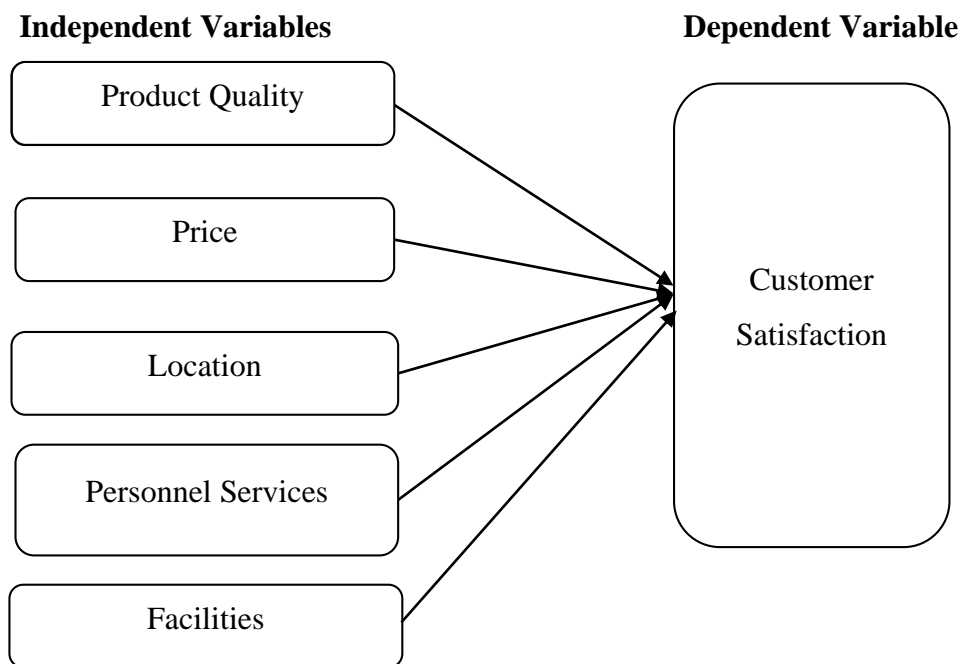 Independent Variables
Dependent Variable
Product Quality
Price
Location
Personnel Services
Facilities
Customer
Satisfaction